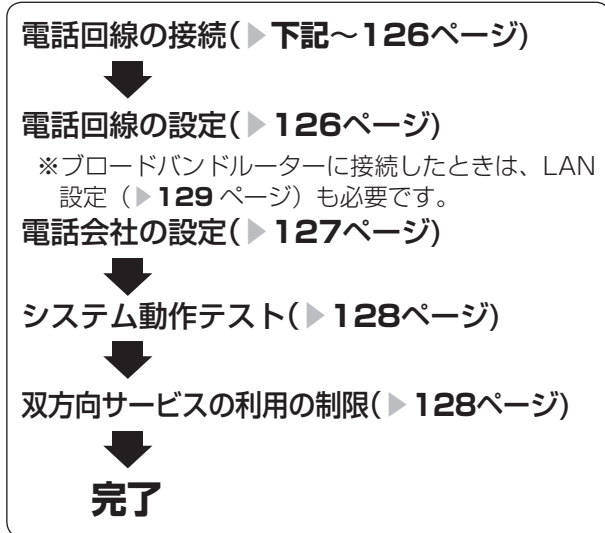 電話回線の接続(▶下記～126ページ)
電話回線の設定(▶126ページ)
※ブロードバンドルーターに接続したときは、LAN
設定（▶129 ページ）も必要です。
電話会社の設定(▶127ページ)
システム動作テスト(▶128ページ)
双方向サービスの利用の制限(▶128ページ)
完了